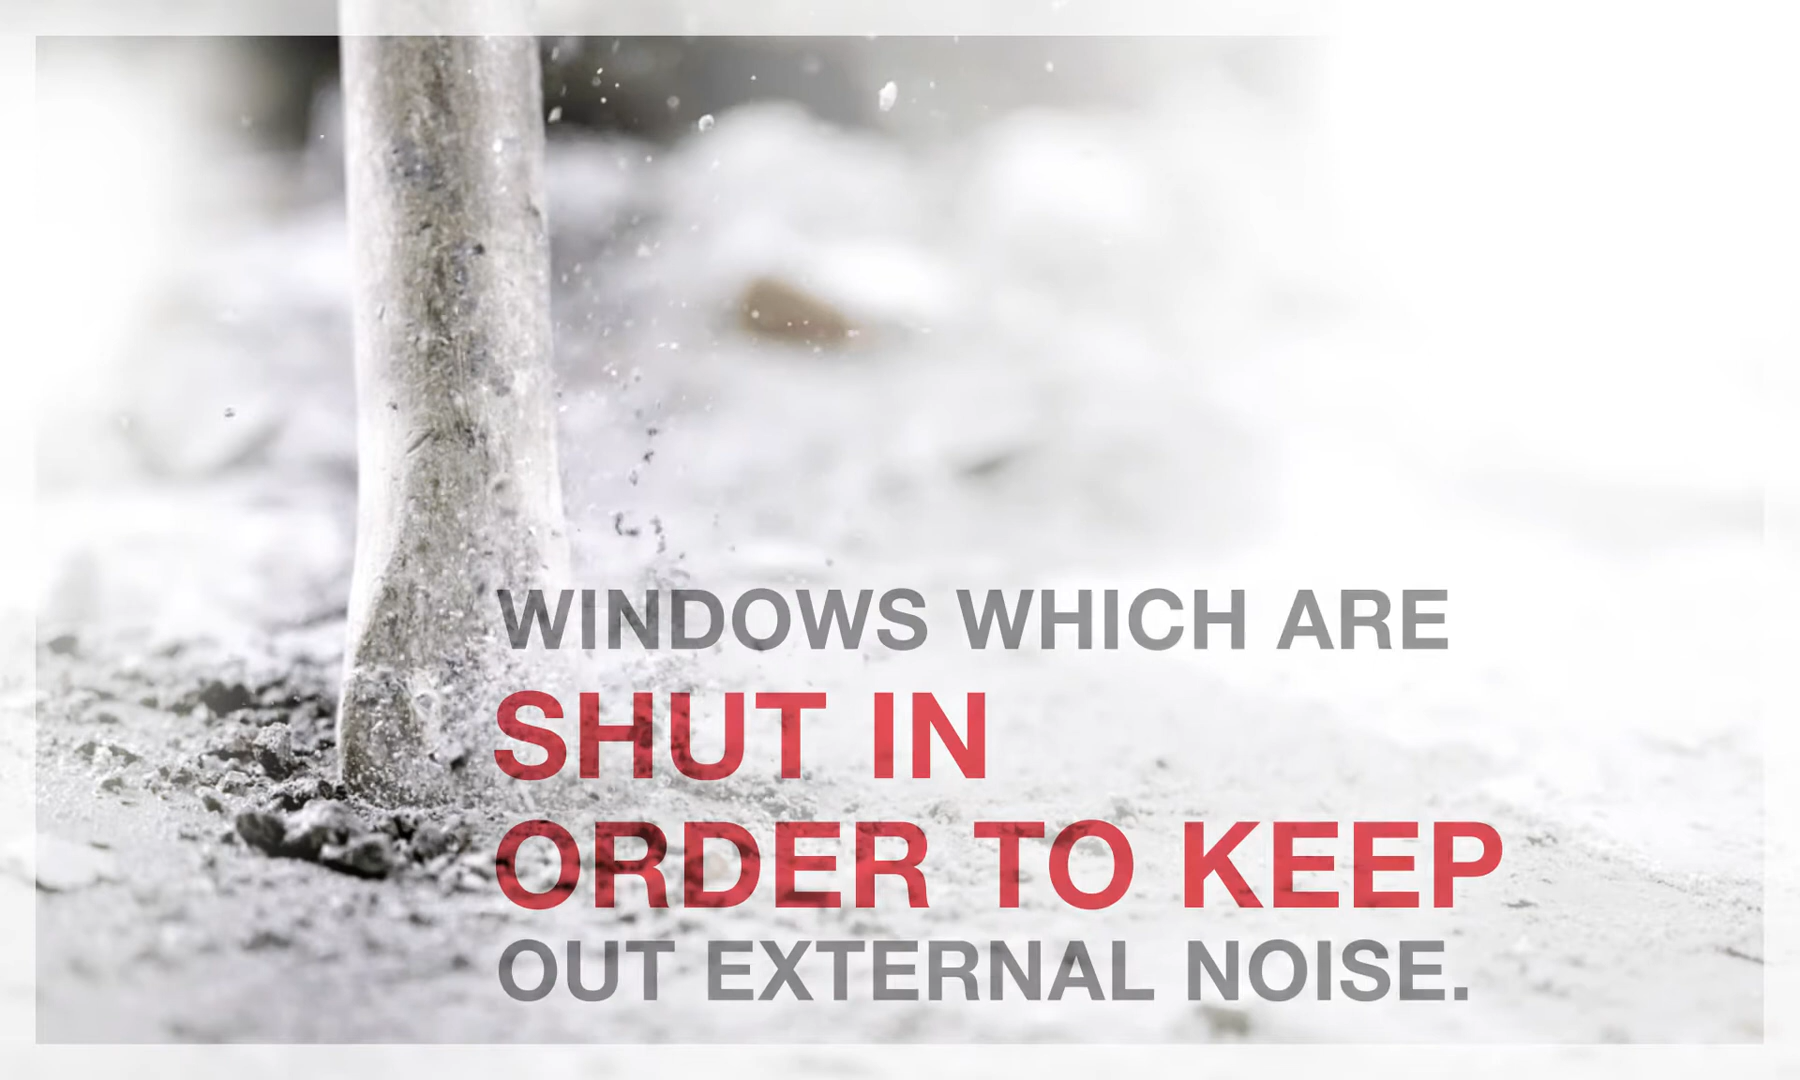 WINDOWS WHICH ARE
SHUT IN
ORDER TO KEEP
OUT EXTERNAL NOISE.